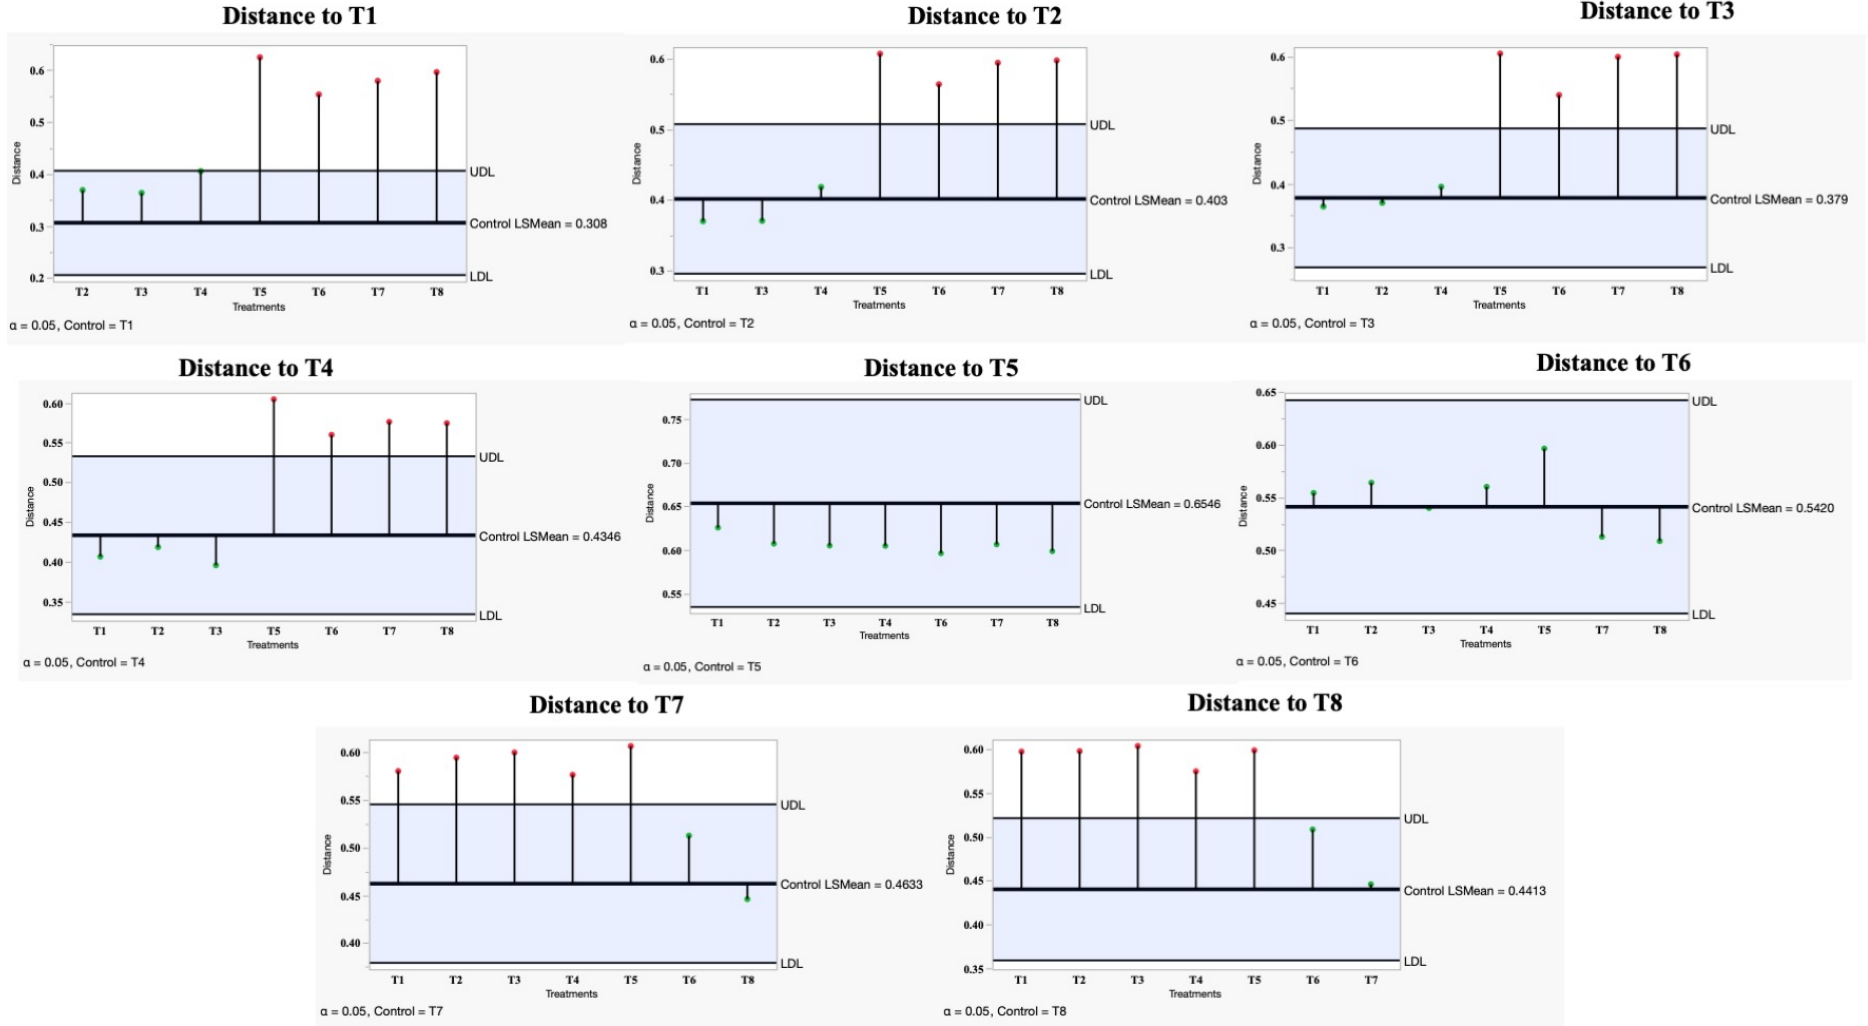 Distance to T1
0.6
0.5
0.4
0.3
0.2
Distance
UDL
Control LSMean = 0.308
LDL
T2 T3 T4 T5 T6 T7 T8
Treatments
α = 0.05, Control = T1
Distance to T2
0.6
0.5
0.4
0.3
Distance
UDL
Control LSMean = 0.403
LDL
T1 T3 T4 T5 T6 T7 T8
Treatments
α = 0.05, Control = T2
Distance to T3
0.6
0.5
0.4
0.3
Distance
UDL
Control LSMean = 0.379
LDL
T1 T2 T4 T5 T6 T7 T8
Treatments
α = 0.05, Control = T3
Distance to T4
0.60
0.55
0.50
0.45
0.40
0.35
Distance
UDL
Control LSMean = 0.4346
LDL
T1 T2 T3 T5 T6 T7 T8
Treatments
α = 0.05, Control = T4
Distance to T5
0.75
0.70
0.65
0.60
0.55
Distance
UDL
Control LSMean = 0.6546
LDL
T1 T2 T3 T4 T6 T7 T8
Treatments
α = 0.05, Control = T5
Distance to T6
0.65
0.60
0.55
0.50
0.45
Distance
UDL
Control LSMean = 0.5420
LDL
T1 T2 T3 T4 T5 T7 T8
Treatments
α = 0.05, Control = T6
Distance to T7
0.60
0.55
0.50
0.45
0.40
Distance
UDL
Control LSMean = 0.4633
LDL
T1 T2 T3 T4 T5 T6 T8
Treatments
α = 0.05, Control = T7
Distance to T8
0.60
0.55
0.50
0.45
0.40
0.35
Distance
UDL
Control LSMean = 0.4413
LDL
T1 T2 T3 T4 T5 T6 T7
Treatments
α = 0.05, Control = T8